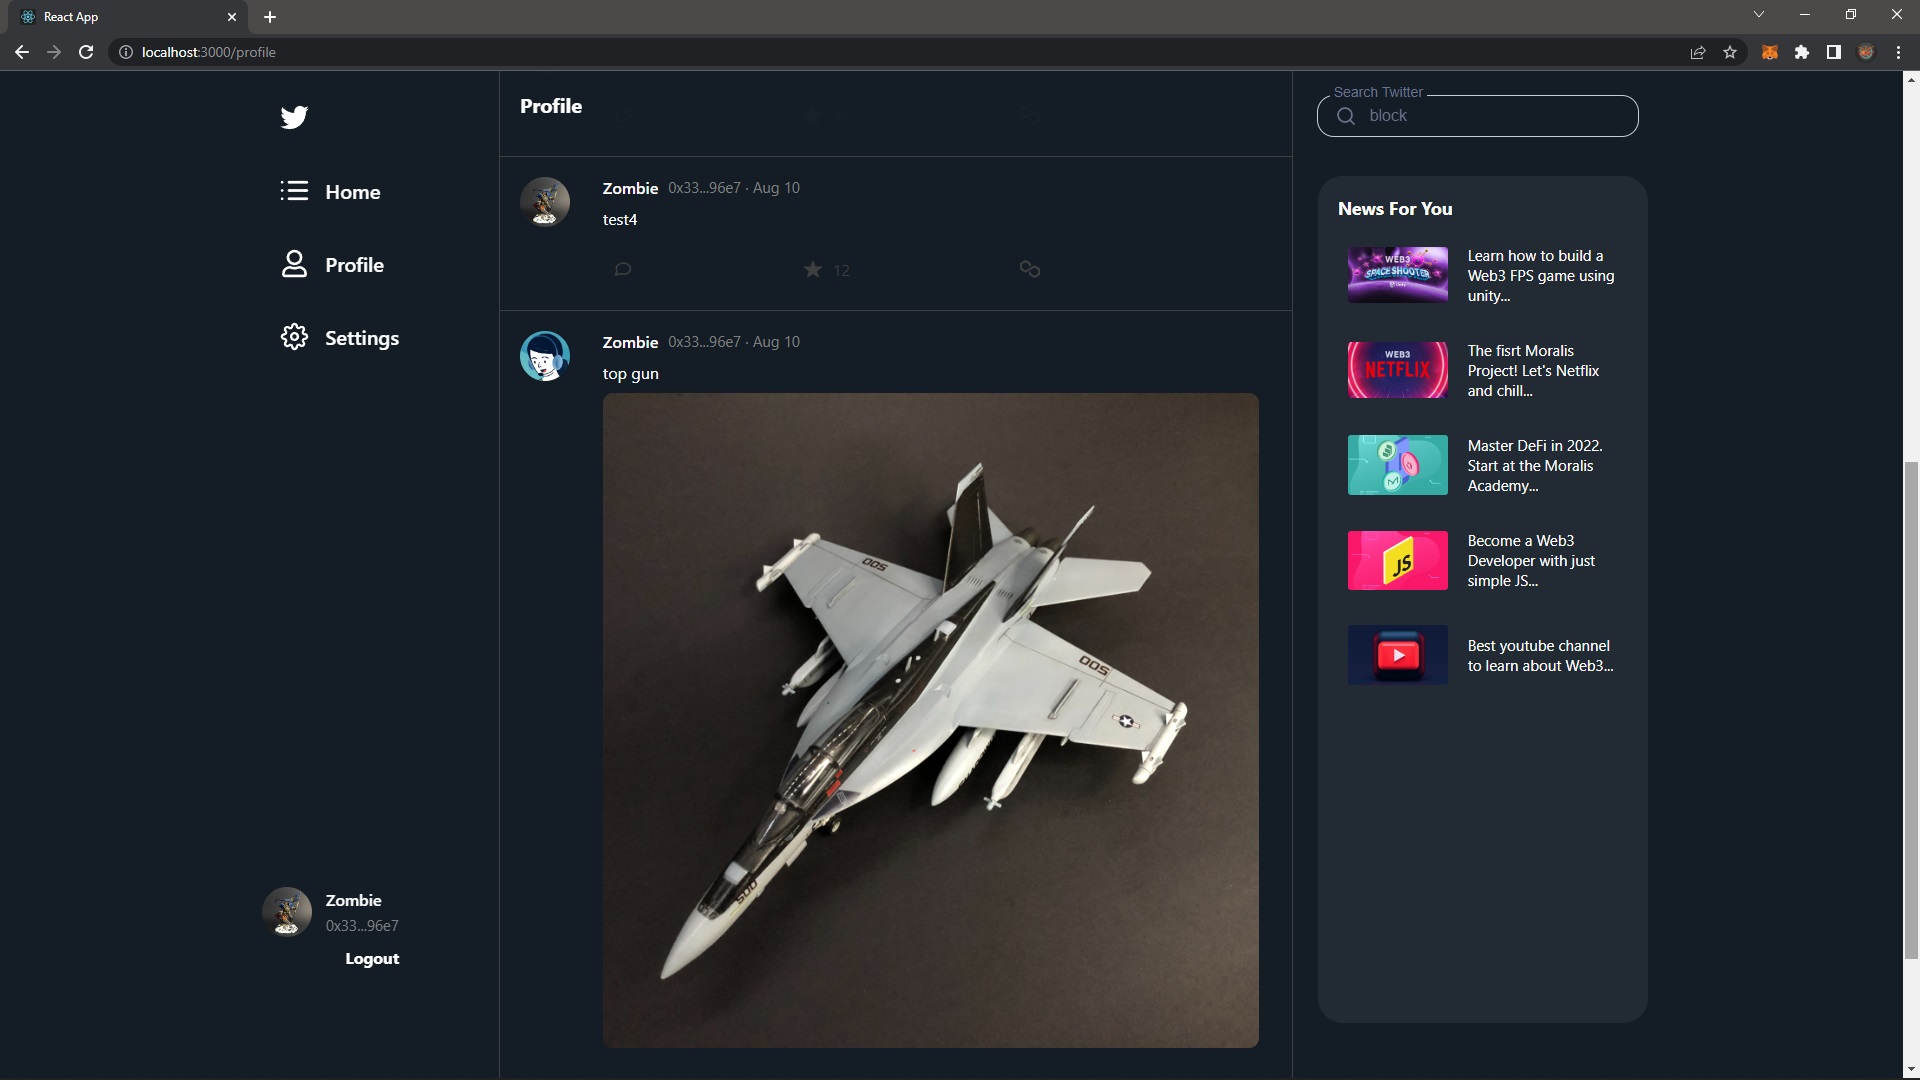 React App
localhost:3000/profile
Home
Profile
Settings
Zombie
0x33...96e7
Logout
Profile
Zombie 0x33...96e7 · Aug 10
test4
12
Zombie 0x33...96e7 · Aug 10
top gun
500
500
500
Search Twitter
block
News For You
WEB3
SPACE SHOOTER
Learn how to build a
Web3 FPS game using
unity...
WEB3
NETFLIX
The fisrt Moralis
Project! Let's Netflix
and chill...
Master DeFi in 2022.
Start at the Moralis
Academy...
JS
Become a Web3
Developer with just
simple JS...
Best youtube channel
to learn about Web3...